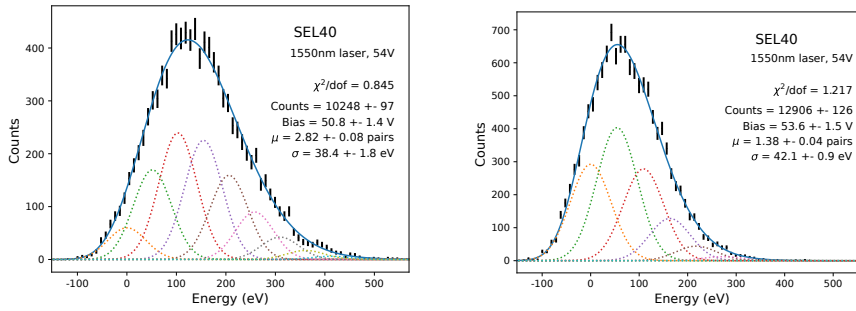 SEL40
1550nm laser, 54V
χ²/dof = 0.845
Counts = 10248 +- 97
Bias = 50.8 +- 1.4 V
μ = 2.82 +- 0.08 pairs
σ = 38.4 +- 1.8 eV
Counts
400
300
200
100
0
-100 0 100 200 300 400 500
Energy (eV)
SEL40
1550nm laser, 54V
χ²/dof = 1.217
Counts = 12906 +- 126
Bias = 53.6 +- 1.5 V
μ = 1.38 +- 0.04 pairs
σ = 42.1 +- 0.9 eV
Counts
700
600
500
400
300
200
100
0
-100 0 100 200 300 400 500
Energy (eV)